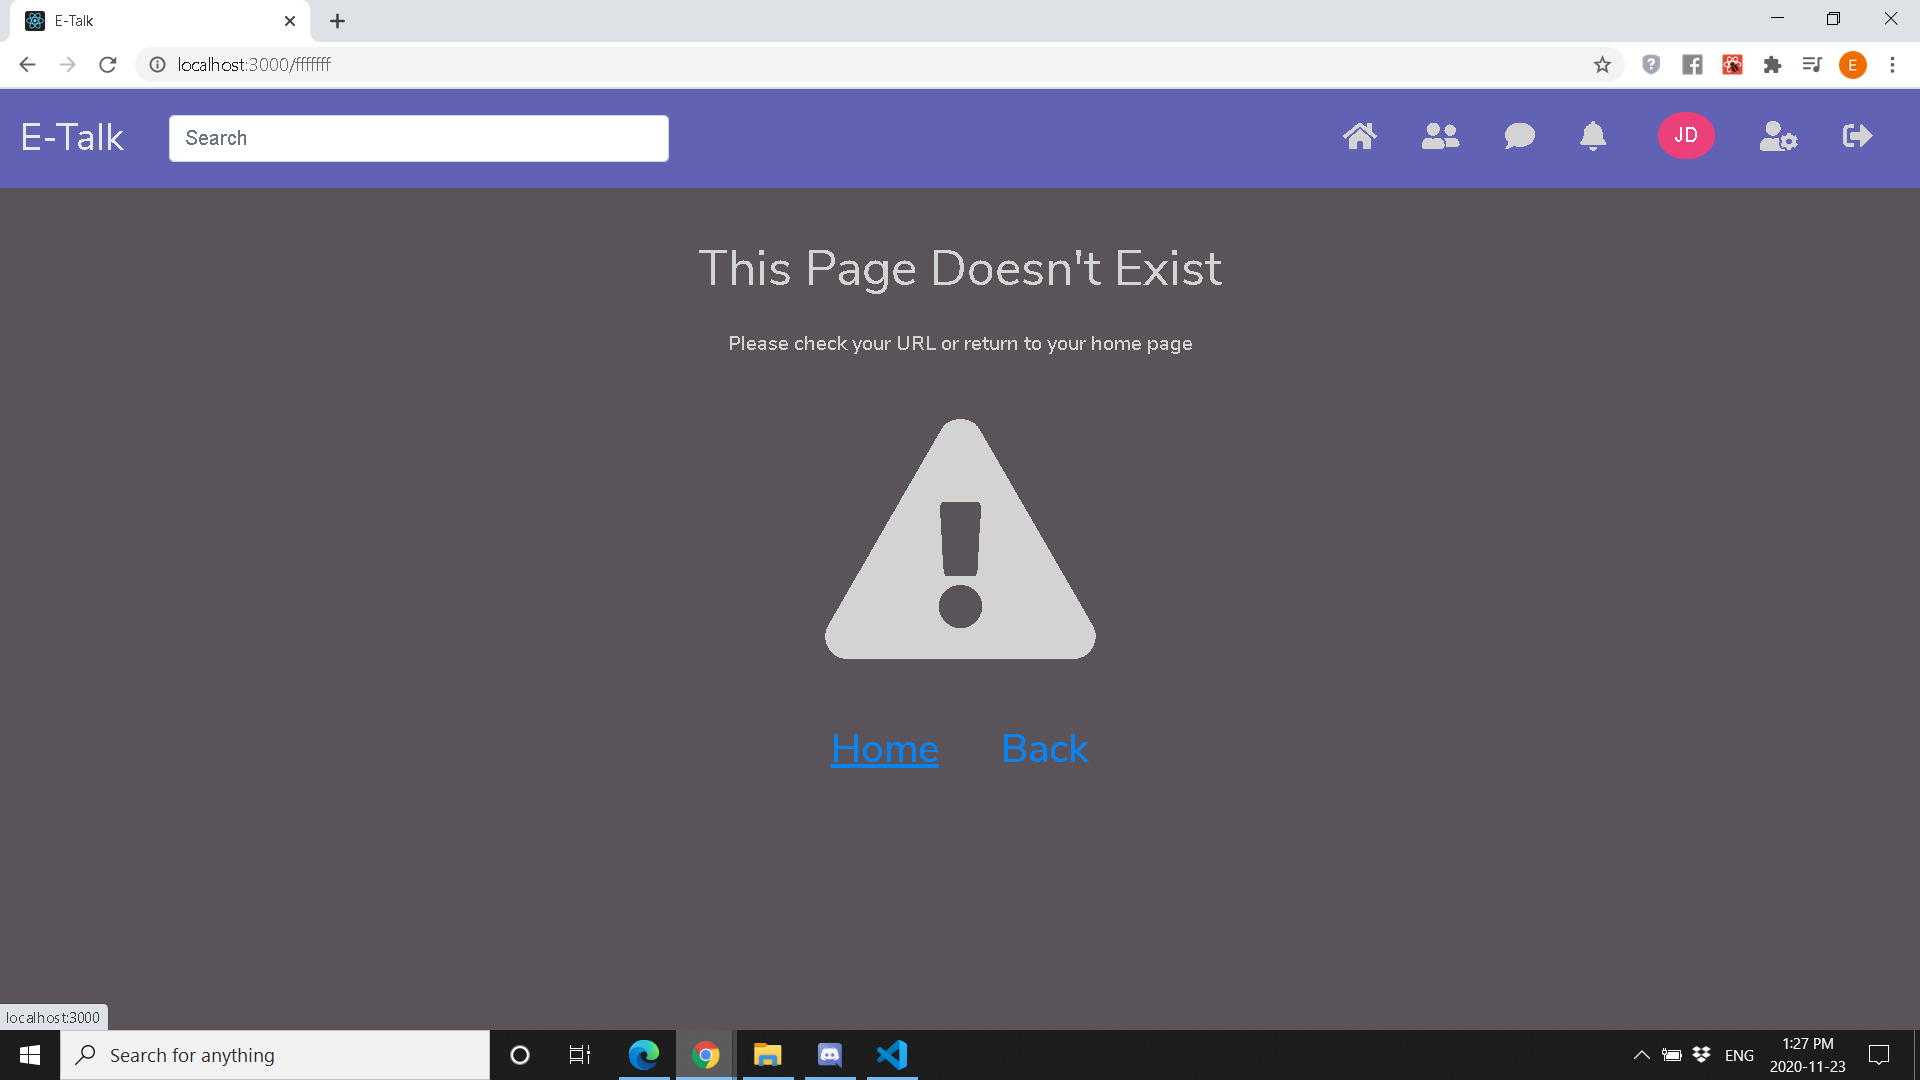 E-Talk
localhost:3000/fffffff
E
E-Talk
Search
JD
This Page Doesn't Exist
Please check your URL or return to your home page
Home Back
localhost:3000
Search for anything
ENG
1:27 PM
2020-11-23